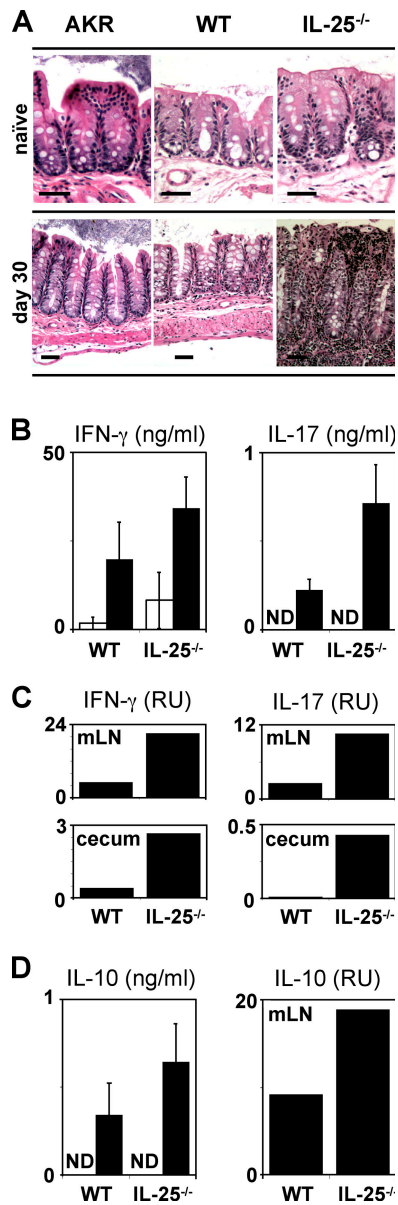 A
AKR WT IL-25-/-
naïve
day 30
B
IFN-γ (ng/ml) IL-17 (ng/ml)
50 1
ND ND
0 0
WT IL-25-/- WT IL-25-/-
C
IFN-γ (RU) IL-17 (RU)
24 12
mLN mLN
0 0
3 0.5
cecum cecum
0 0
WT IL-25-/- WT IL-25-/-
D
IL-10 (ng/ml) IL-10 (RU)
1 20
mLN
ND ND
0 0
WT IL-25-/- WT IL-25-/-